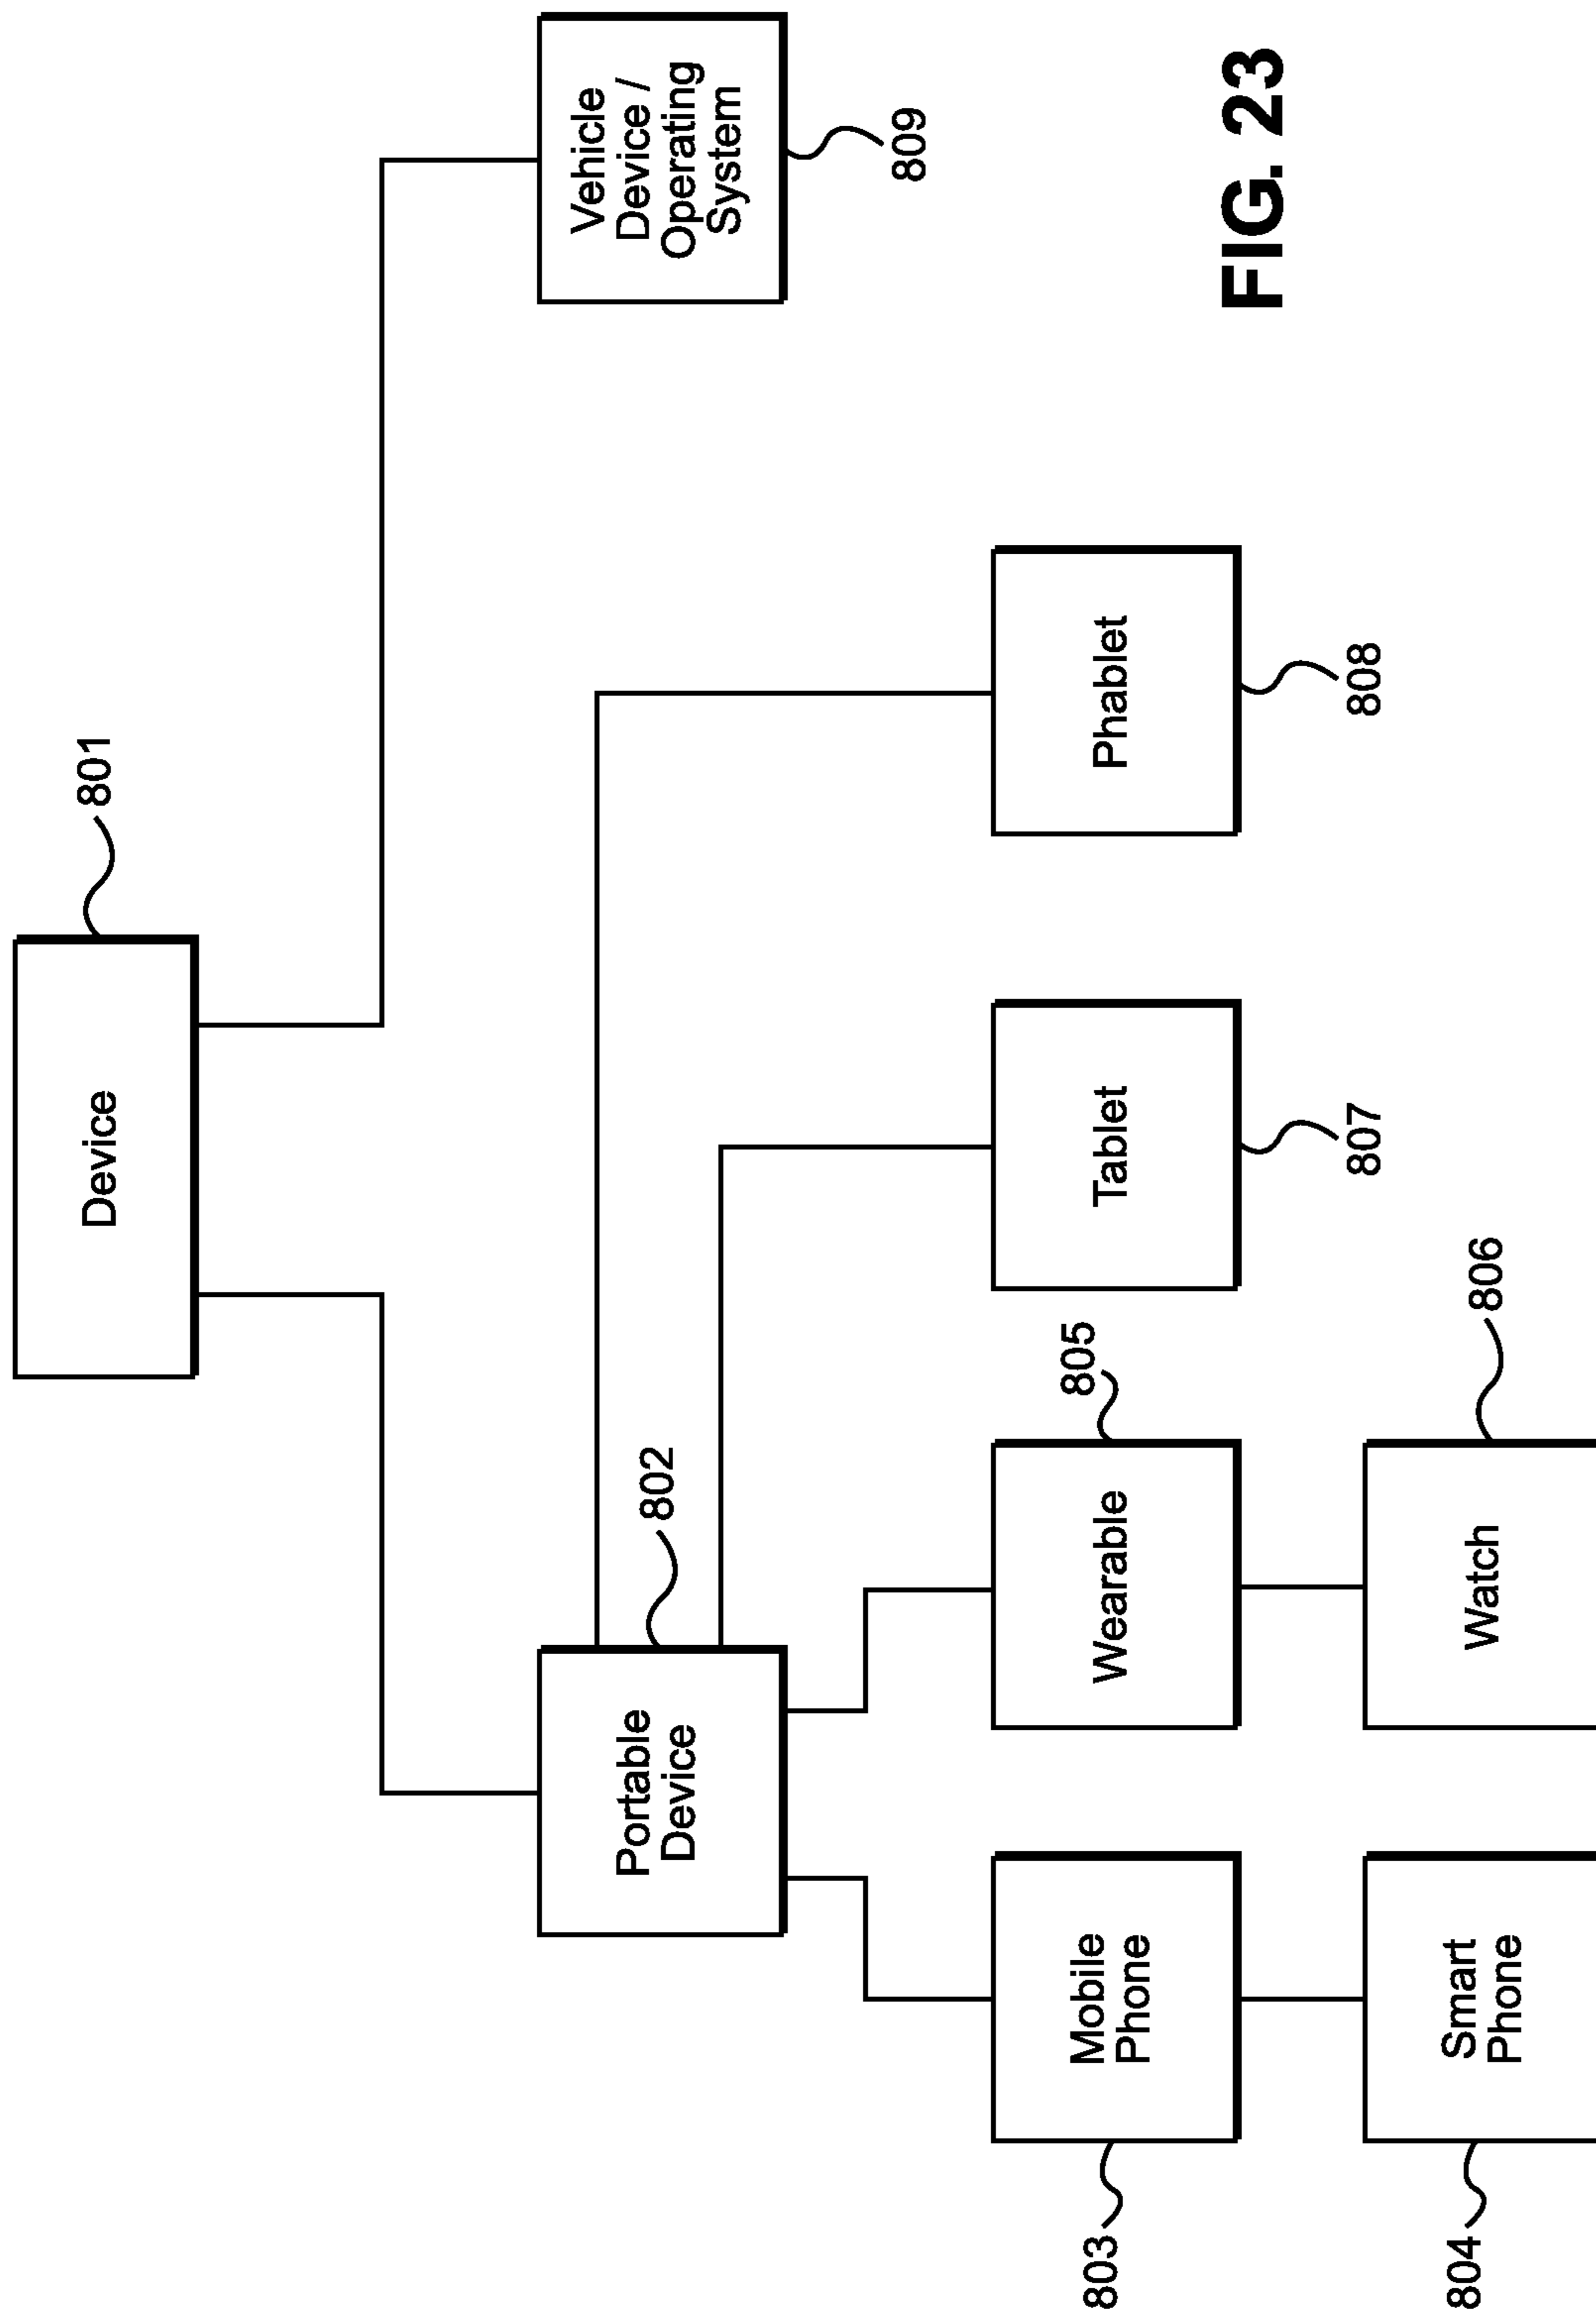 Device
801
Portable
Device
802
Vehicle
Device /
Operating
System
809
Mobile
Phone
803
Wearable
805
Tablet
807
Phablet
808
Smart
Phone
804
Watch
806
FIG. 23